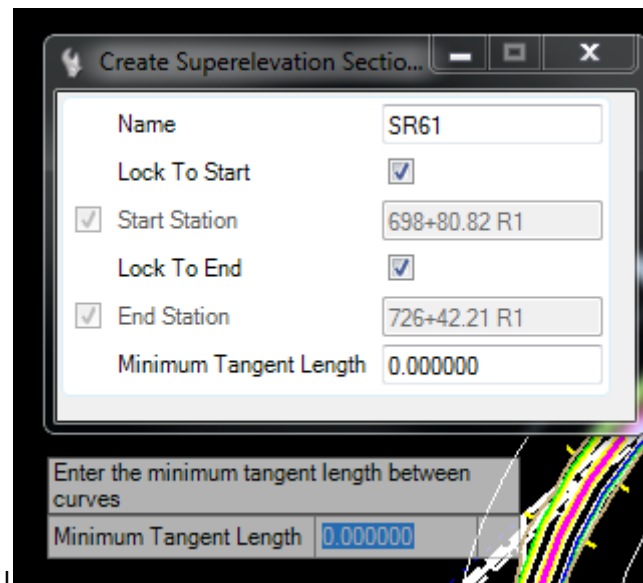 Create Superelevation Sectio...
Name SR61
Lock To Start
Start Station 698+80.82 R1
Lock To End
End Station 726+42.21 R1
Minimum Tangent Length 0.000000
Enter the minimum tangent length between
curves
Minimum Tangent Length 0.000000